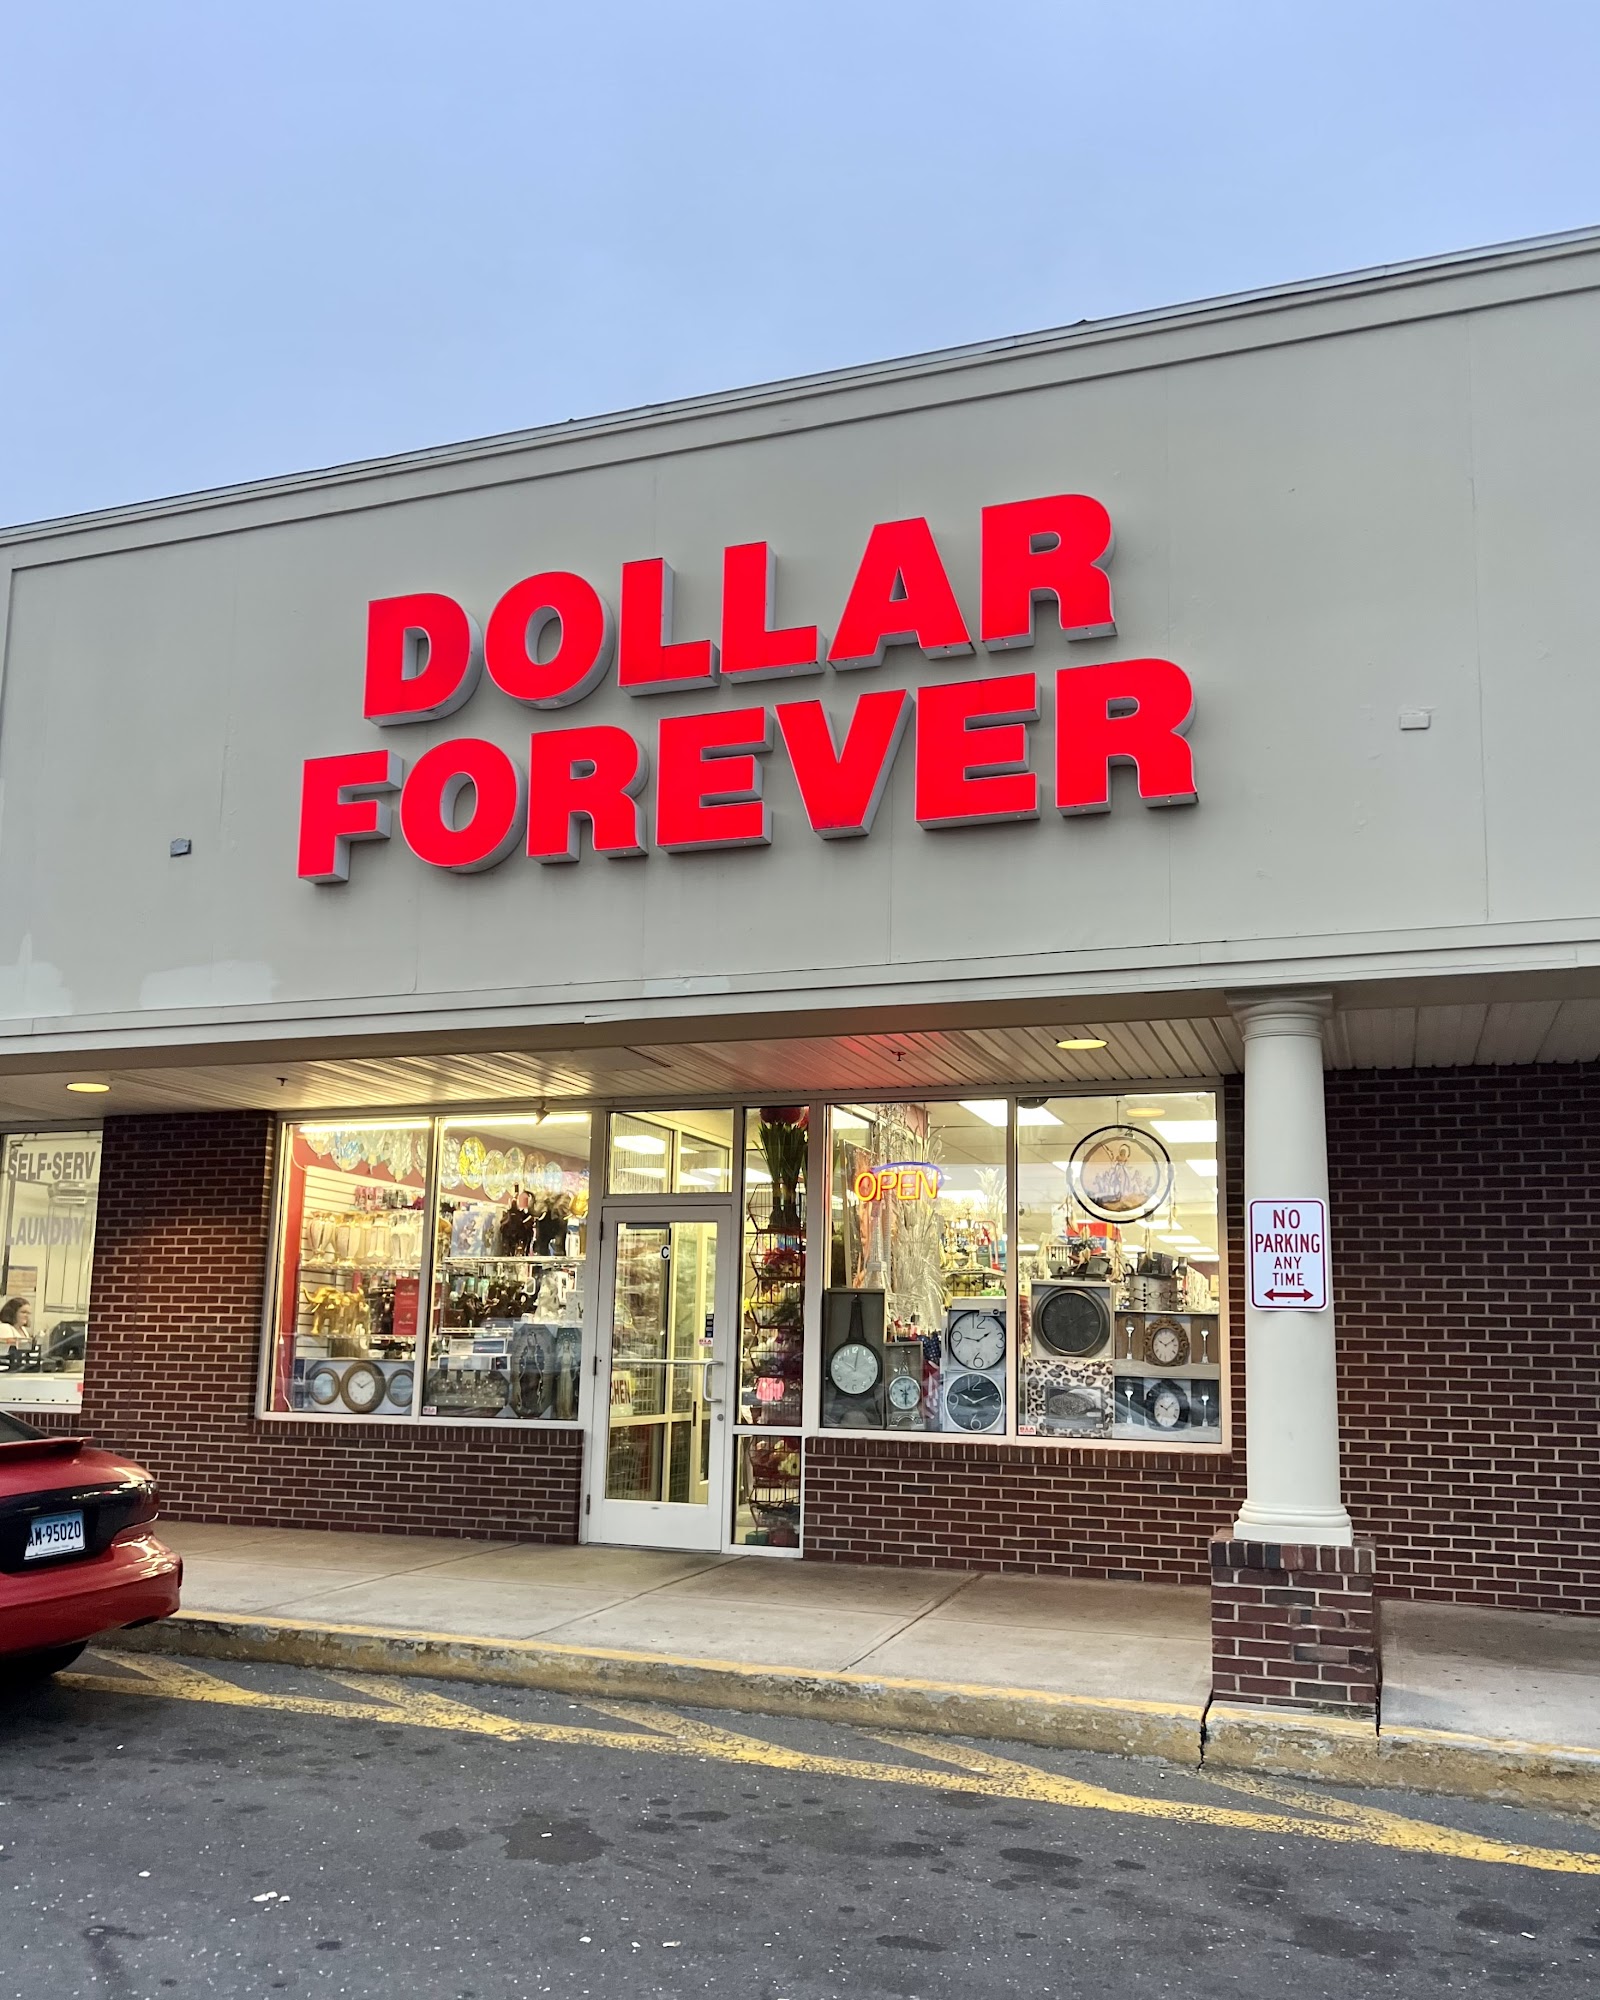 DOLLAR
FOREVER
SELF-SERV
LAUNDRY
OPEN
C
NO
PARKING
ANY
TIME
AM·95020